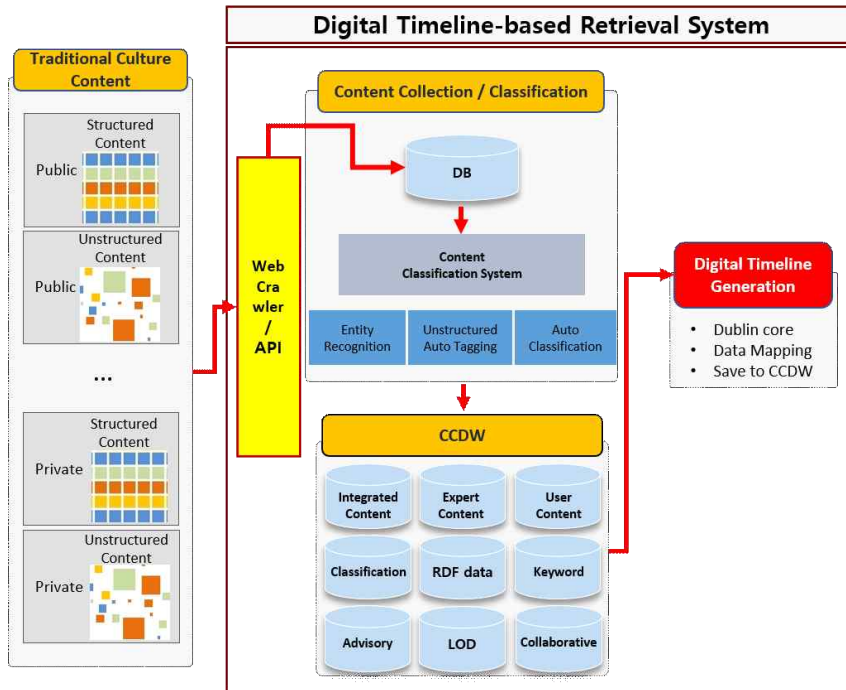 Digital Timeline-based Retrieval System
Traditional Culture
Content
Structured
Content
Public
Unstructured Content
Public
...
Structured
Content
Private
Unstructured
Content
Private
Web
Cra
wler
/
API
Content Collection / Classification
DB
Content
Classification System
Entity
Recognition
Unstructured
Auto Tagging
Auto
Classification
CCDW
Integrated
Content
Expert
Content
User
Content
Classification
RDF data
Keyword
Advisory
LOD
Collaborative
Digital Timeline
Generation
• Dublin core
• Data Mapping
• Save to CCDW